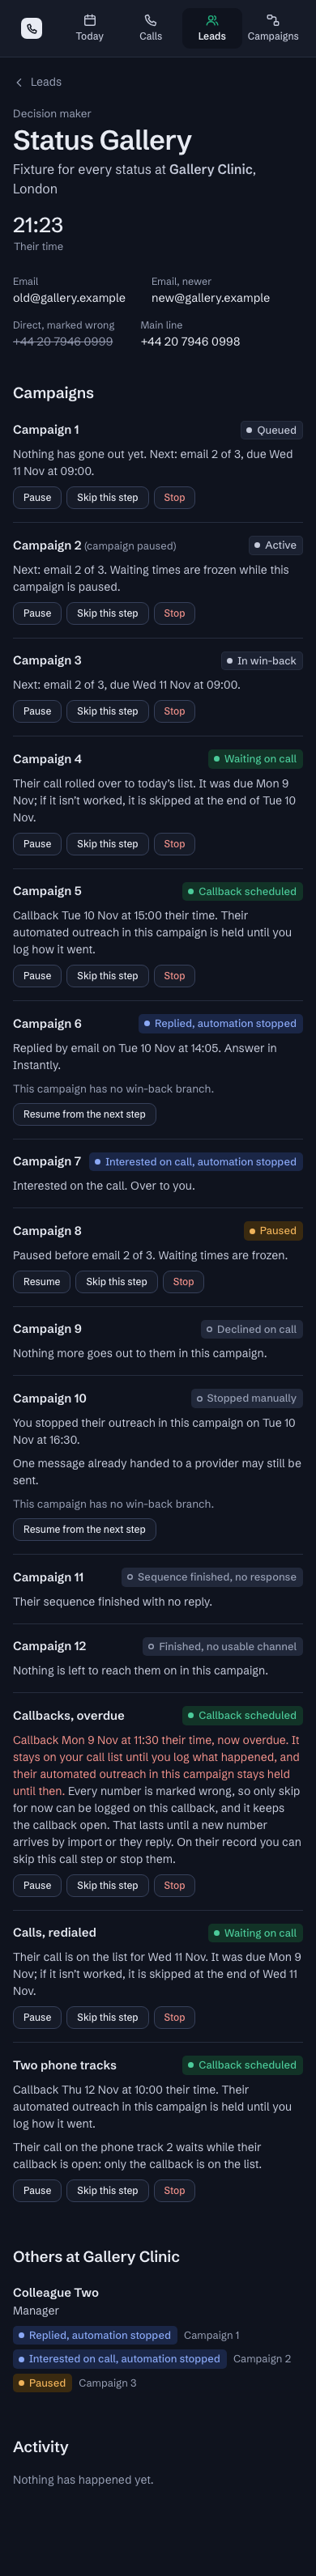 Today
Calls
Leads
Campaigns
Leads
Decision maker
Status Gallery
Fixture for every status at Gallery Clinic,
London
21:23
Their time
Email
Email, newer
old@gallery.example
new@gallery.example
Direct, marked wrong
Main line
+44 20 7946 0999
+44 20 7946 0998
Campaigns
Campaign 1
Queued
Nothing has gone out yet. Next: email 2 of 3, due Wed
11 Nov at 09:00.
Pause
Skip this step
Stop
Campaign 2 (campaign paused)
Active
Next: email 2 of 3. Waiting times are frozen while this
campaign is paused.
Pause
Skip this step
Stop
Campaign 3
In win-back
Next: email 2 of 3, due Wed 11 Nov at 09:00.
Pause
Skip this step
Stop
Campaign 4
Waiting on call
Their call rolled over to today's list. It was due Mon 9
Nov; if it isn't worked, it is skipped at the end of Tue 10
Nov.
Pause
Skip this step
Stop
Campaign 5
Callback scheduled
Callback Tue 10 Nov at 15:00 their time. Their
automated outreach in this campaign is held until you
log how it went.
Pause
Skip this step
Stop
Campaign 6
Replied, automation stopped
Replied by email on Tue 10 Nov at 14:05. Answer in
Instantly.
This campaign has no win-back branch.
Resume from the next step
Campaign 7
Interested on call, automation stopped
Interested on the call. Over to you.
Campaign 8
Paused
Paused before email 2 of 3. Waiting times are frozen.
Resume
Skip this step
Stop
Campaign 9
Declined on call
Nothing more goes out to them in this campaign.
Campaign 10
Stopped manually
You stopped their outreach in this campaign on Tue 10
Nov at 16:30.
One message already handed to a provider may still be
sent.
This campaign has no win-back branch.
Resume from the next step
Campaign 11
Sequence finished, no response
Their sequence finished with no reply.
Campaign 12
Finished, no usable channel
Nothing is left to reach them on in this campaign.
Callbacks, overdue
Callback scheduled
Callback Mon 9 Nov at 11:30 their time, now overdue. It
stays on your call list until you log what happened, and
their automated outreach in this campaign stays held
until then. Every number is marked wrong, so only skip
for now can be logged on this callback, and it keeps
the callback open. That lasts until a new number
arrives by import or they reply. On their record you can
skip this call step or stop them.
Pause
Skip this step
Stop
Calls, redialed
Waiting on call
Their call is on the list for Wed 11 Nov. It was due Mon 9
Nov; if it isn't worked, it is skipped at the end of Wed 11
Nov.
Pause
Skip this step
Stop
Two phone tracks
Callback scheduled
Callback Thu 12 Nov at 10:00 their time. Their
automated outreach in this campaign is held until you
log how it went.
Their call on the phone track 2 waits while their
callback is open: only the callback is on the list.
Pause
Skip this step
Stop
Others at Gallery Clinic
Colleague Two
Manager
Replied, automation stopped
Campaign 1
Interested on call, automation stopped
Campaign 2
Paused
Campaign 3
Activity
Nothing has happened yet.